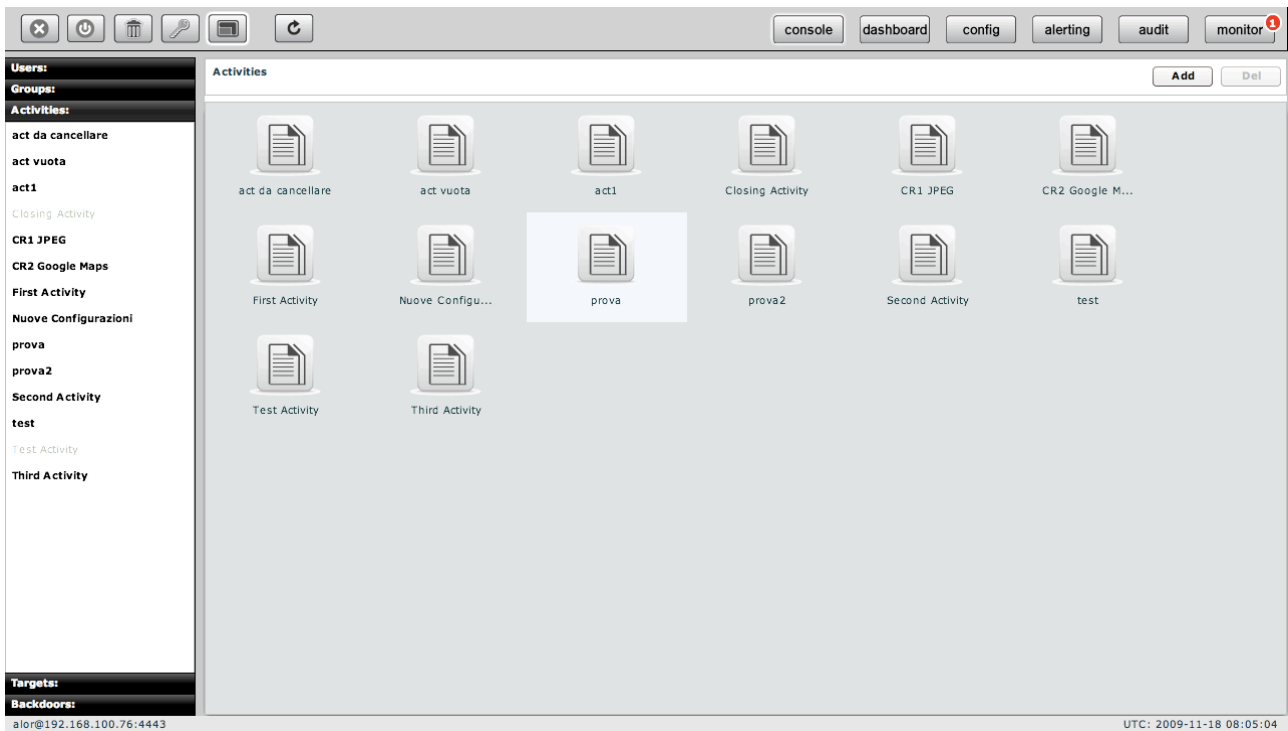 console dashboard config alerting audit monitor 1
Users:
Groups:
Activities:
act da cancellare
act vuota
act1
Closing Activity
CR1 JPEG
CR2 Google Maps
First Activity
Nuove Configurazioni
prova
prova2
Second Activity
test
Test Activity
Third Activity
Targets:
Backdoors:
Activities
Add Del
act da cancellare act vuota act1 Closing Activity CR1 JPEG CR2 Google M...
First Activity Nuove Configu... prova prova2 Second Activity test
Test Activity Third Activity
alor@192.168.100.76:4443
UTC: 2009-11-18 08:05:04